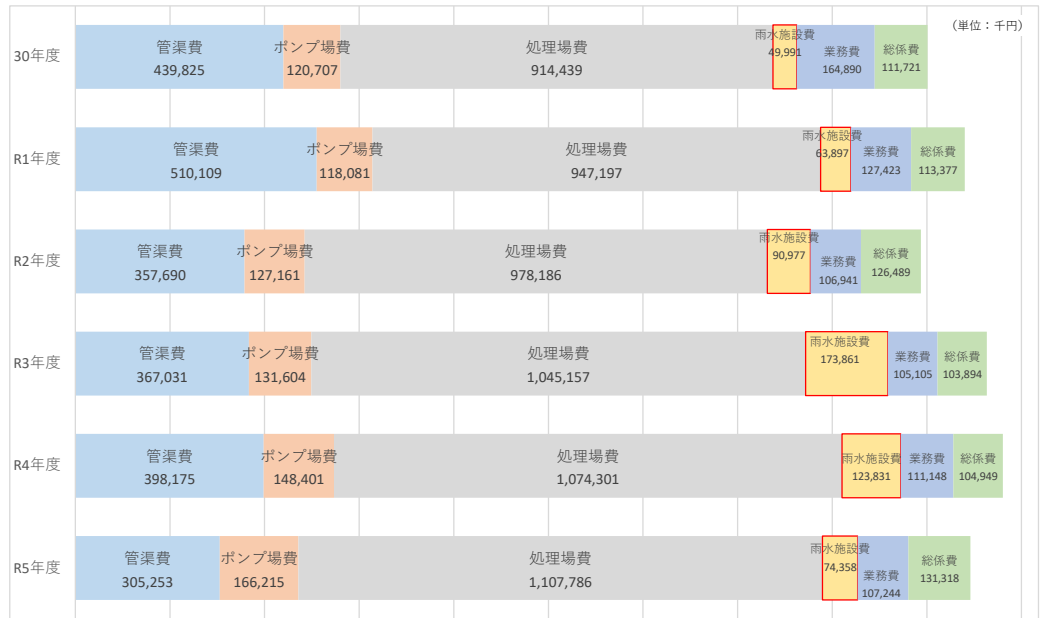 (単位：千円)
30年度
管渠費
439,825
ポンプ場費
120,707
処理場費
914,439
雨水施設費
49,991
業務費
164,890
総係費
111,721
R1年度
管渠費
510,109
ポンプ場費
118,081
処理場費
947,197
雨水施設費
63,897
業務費
127,423
総係費
113,377
R2年度
管渠費
357,690
ポンプ場費
127,161
処理場費
978,186
雨水施設費
90,977
業務費
106,941
総係費
126,489
R3年度
管渠費
367,031
ポンプ場費
131,604
処理場費
1,045,157
雨水施設費
173,861
業務費
105,105
総係費
103,894
R4年度
管渠費
398,175
ポンプ場費
148,401
処理場費
1,074,301
雨水施設費
123,831
業務費
111,148
総係費
104,949
R5年度
管渠費
305,253
ポンプ場費
166,215
処理場費
1,107,786
雨水施設費
74,358
業務費
107,244
総係費
131,318